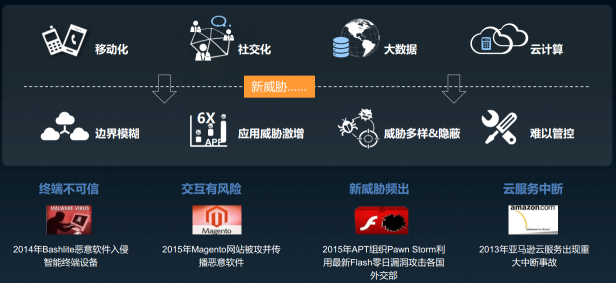 移动化
社交化
大数据
云计算
新威胁......
边界模糊
6X
APP
应用威胁激增
威胁多样&隐蔽
难以管控
终端不可信
交互有风险
新威胁频出
云服务中断
MALWARE VIRUS
Magento
amazon.com
2014年Bashlite恶意软件入侵
智能终端设备
2015年Magento网站被攻并传
播恶意软件
2015年APT组织Pawn Storm利
用最新Flash零日漏洞攻击各国
外交部
2013年亚马逊云服务出现重
大中断事故